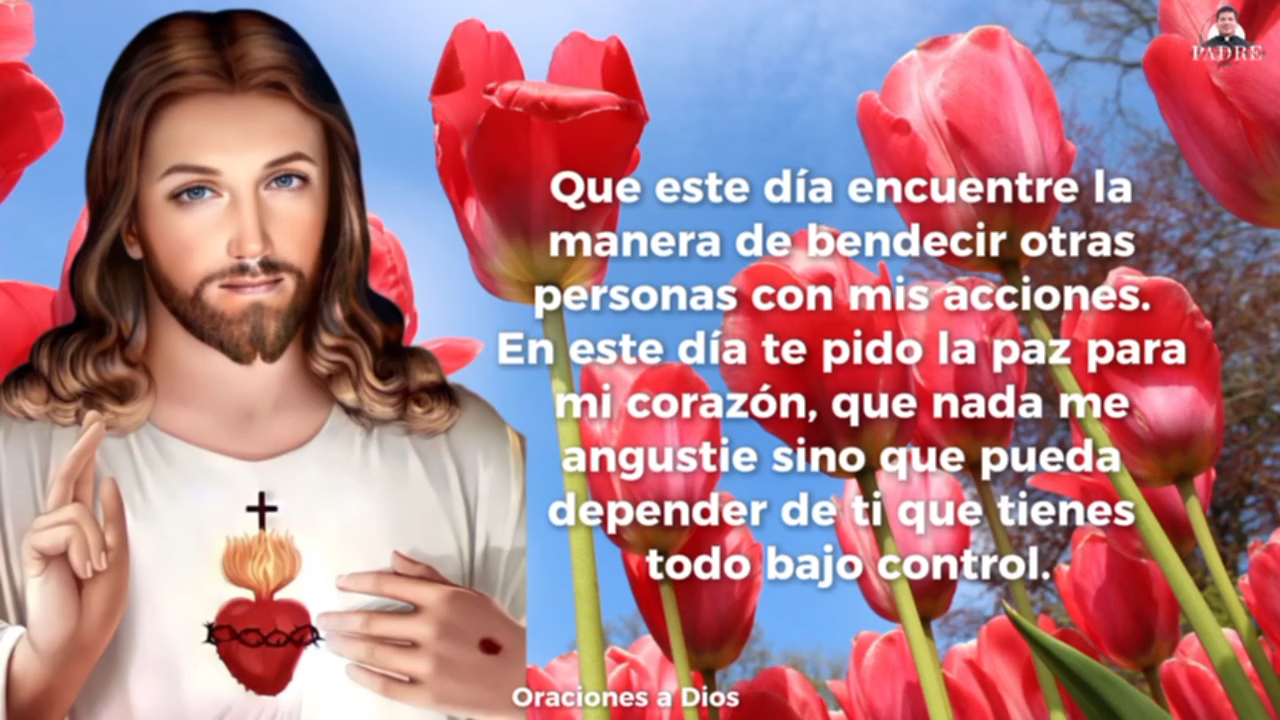 PADRE
Que este día encuentre la
manera de bendecir otras
personas con mis acciones.
En este día te pido la paz para
mi corazón, que nada me
angustie sino que pueda
depender de ti que tienes
todo bajo control.
Oraciones a Dios